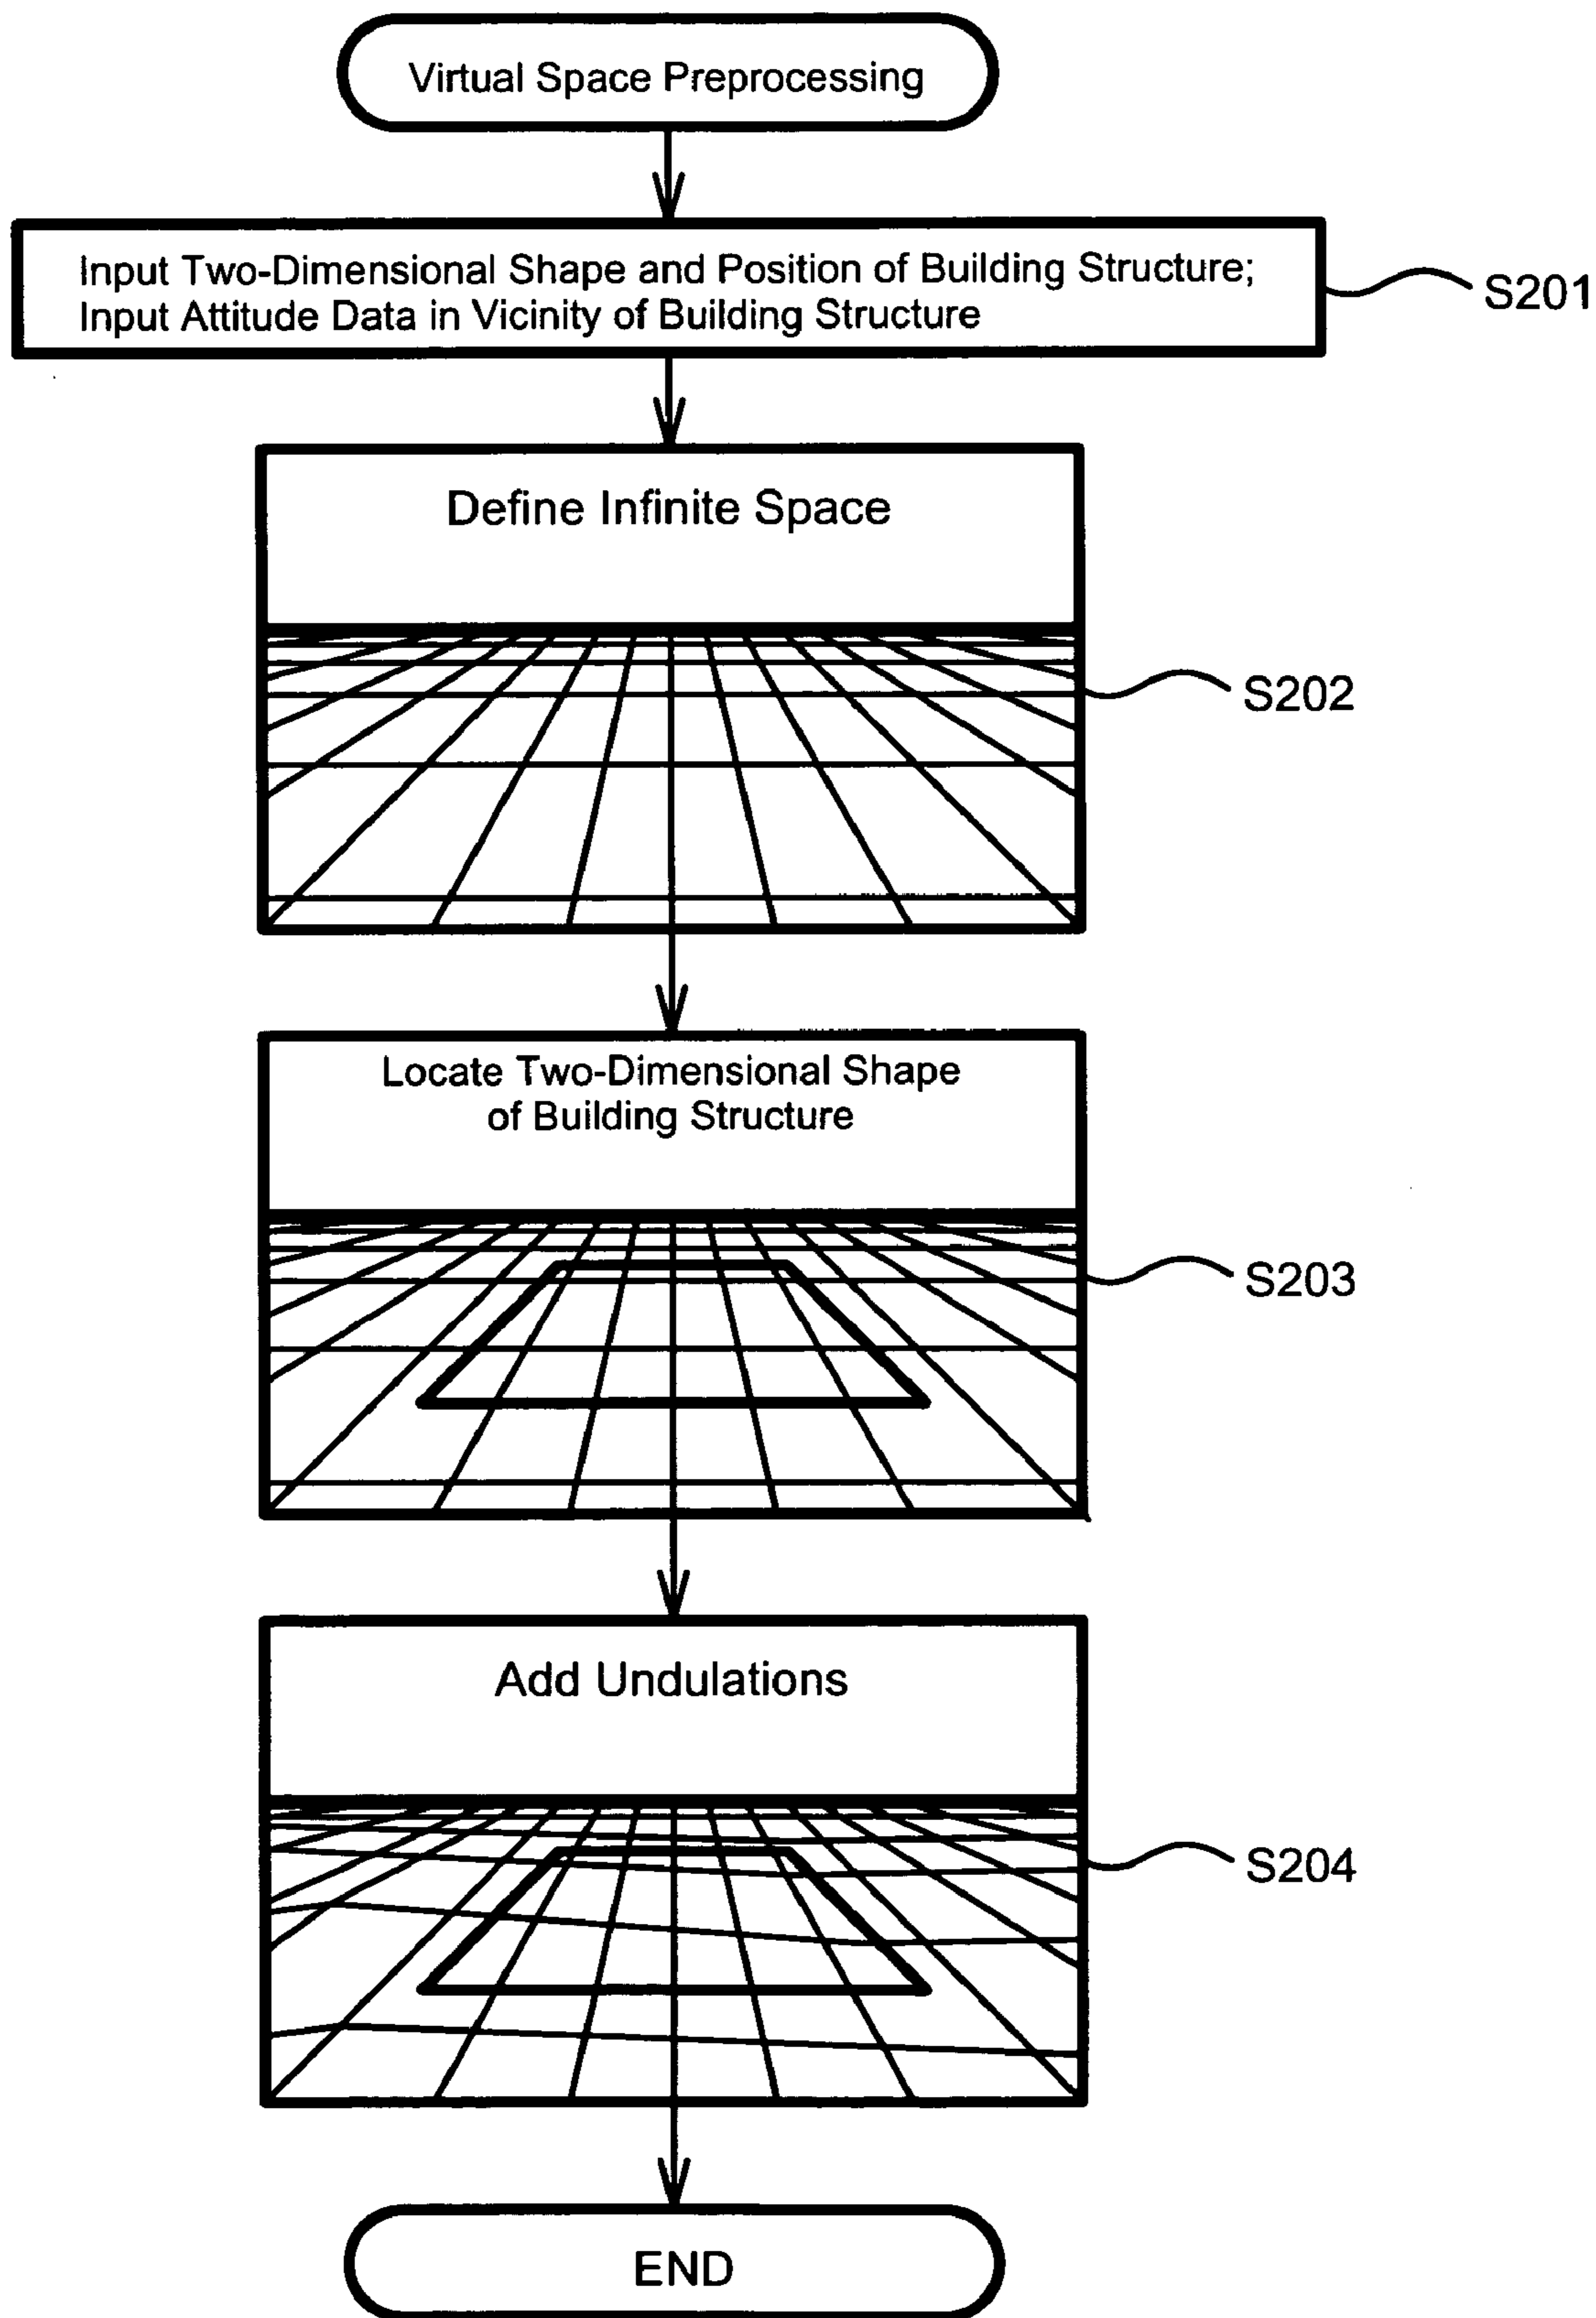 Virtual Space Preprocessing
Input Two-Dimensional Shape and Position of Building Structure;
Input Attitude Data in Vicinity of Building Structure
S201
Define Infinite Space
S202
Locate Two-Dimensional Shape
of Building Structure
S203
Add Undulations
S204
END